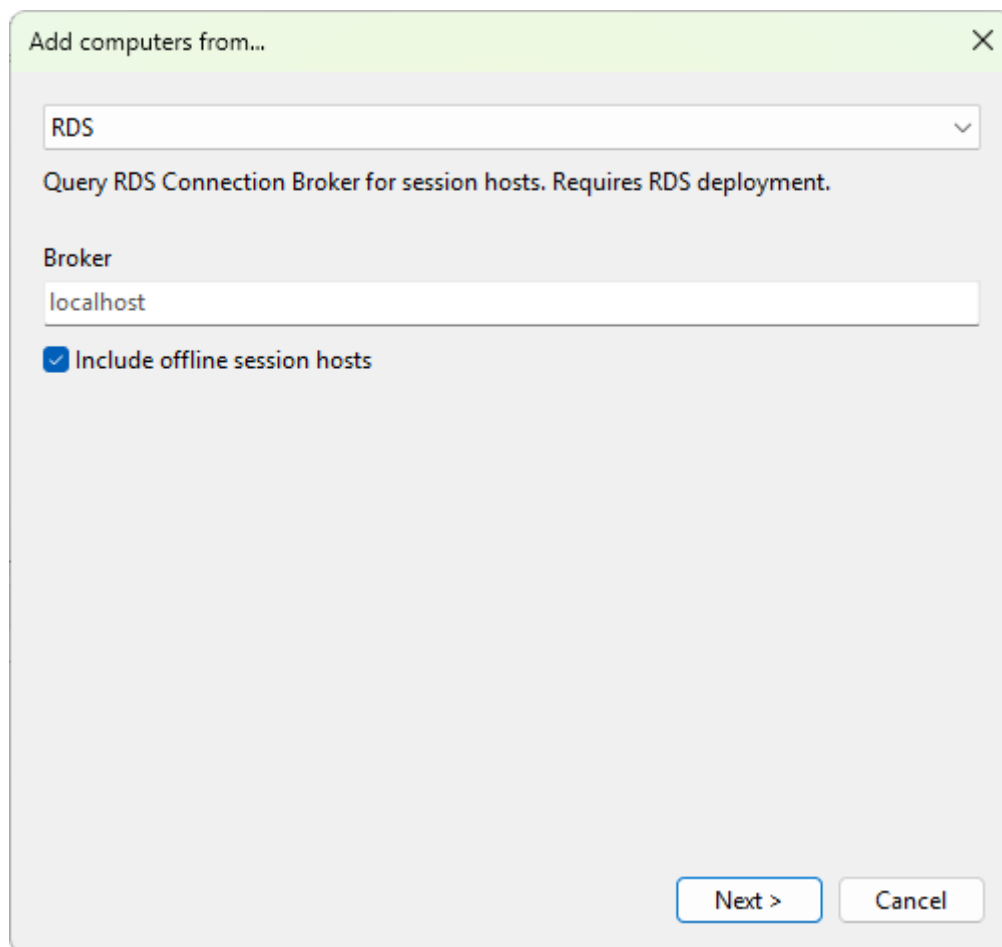 Add computers from...
RDS
Query RDS Connection Broker for session hosts. Requires RDS deployment.
Broker
localhost
Include offline session hosts
Next >
Cancel